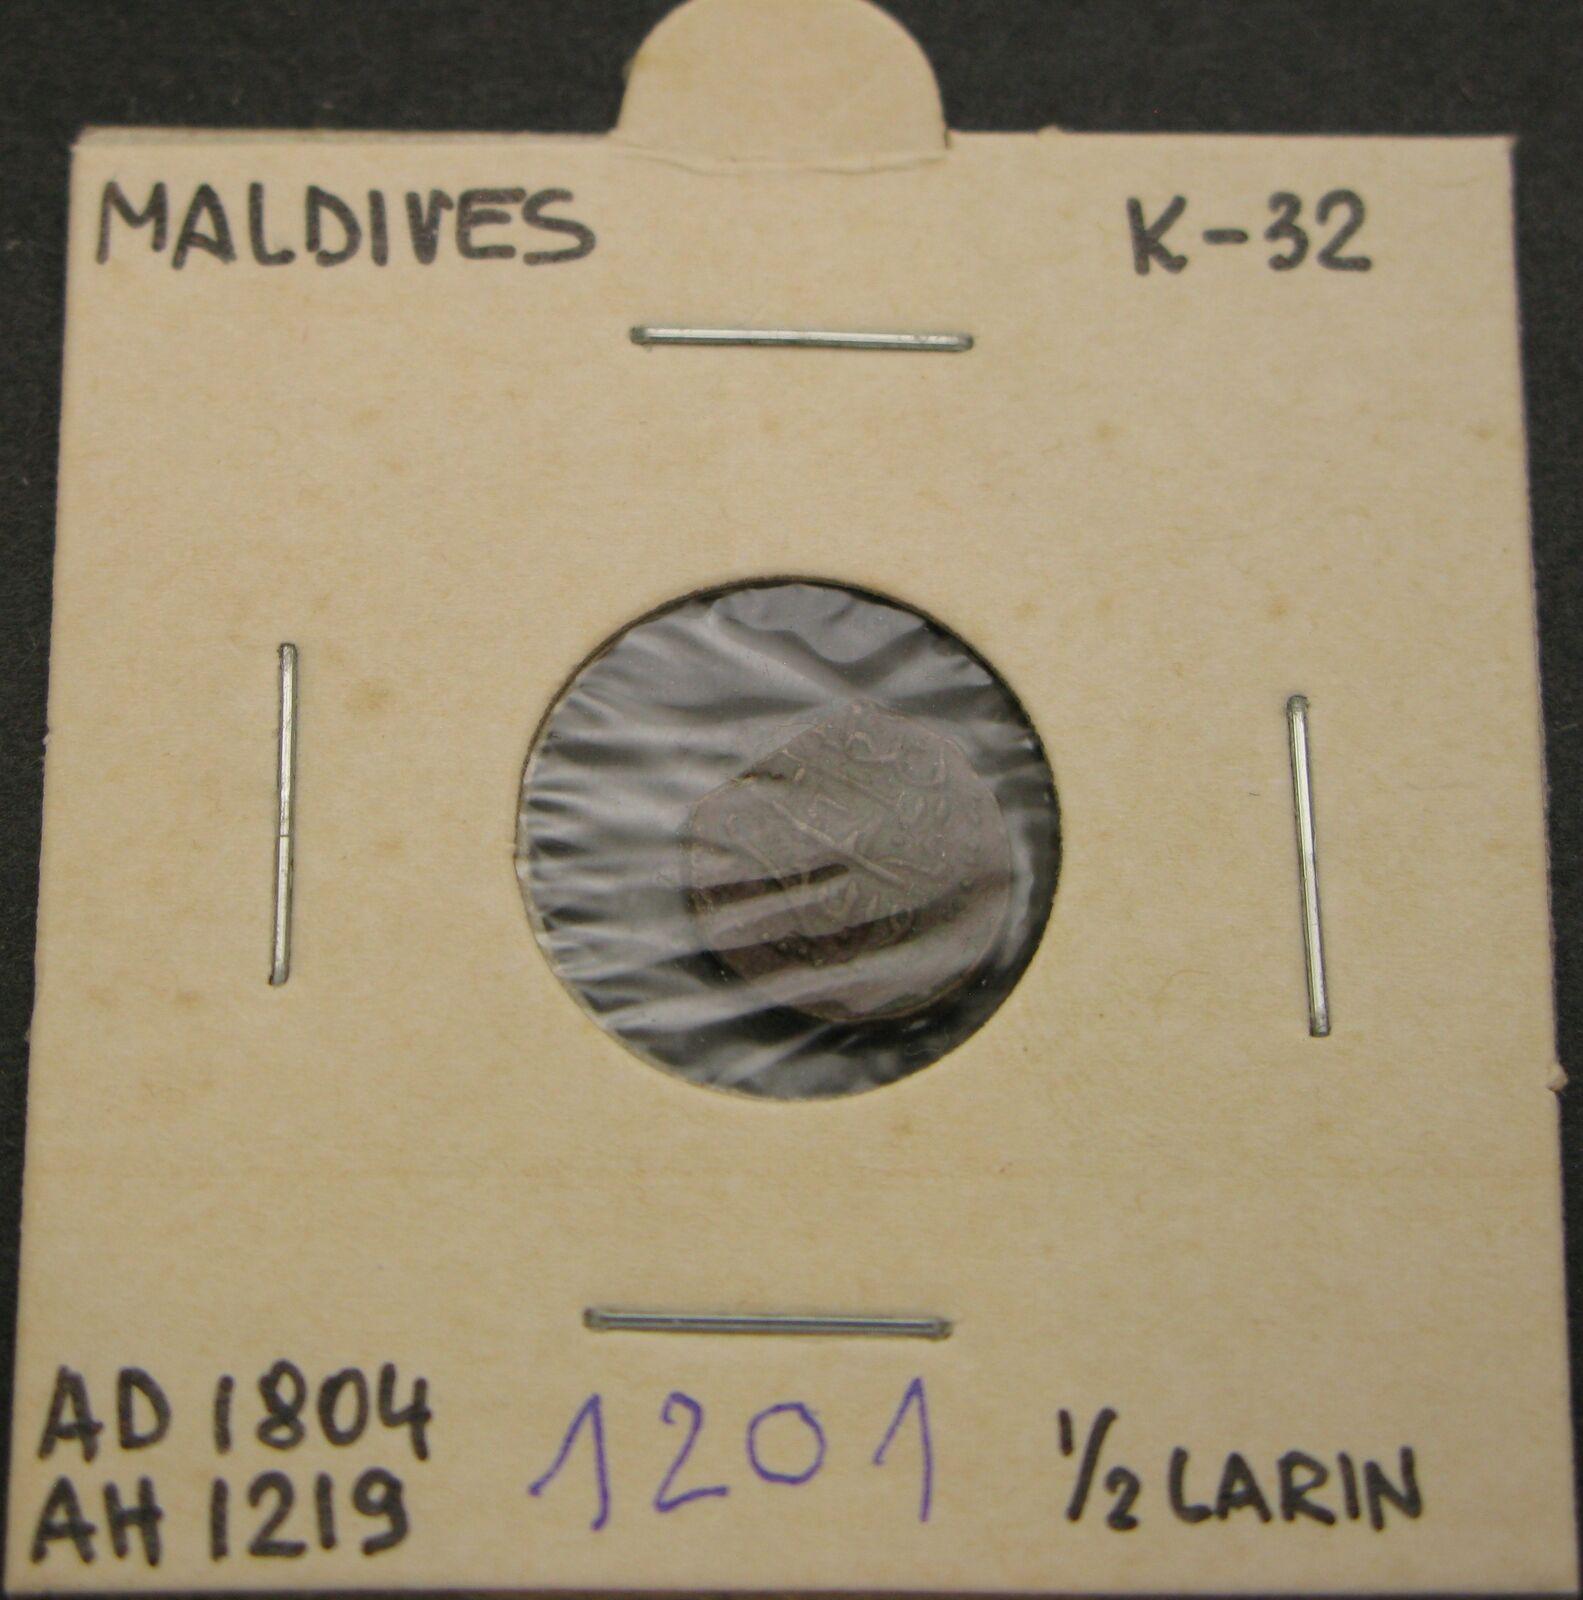 MALDIVES K-32
AD 1804
AH 1219
1201
1/2 LARIN